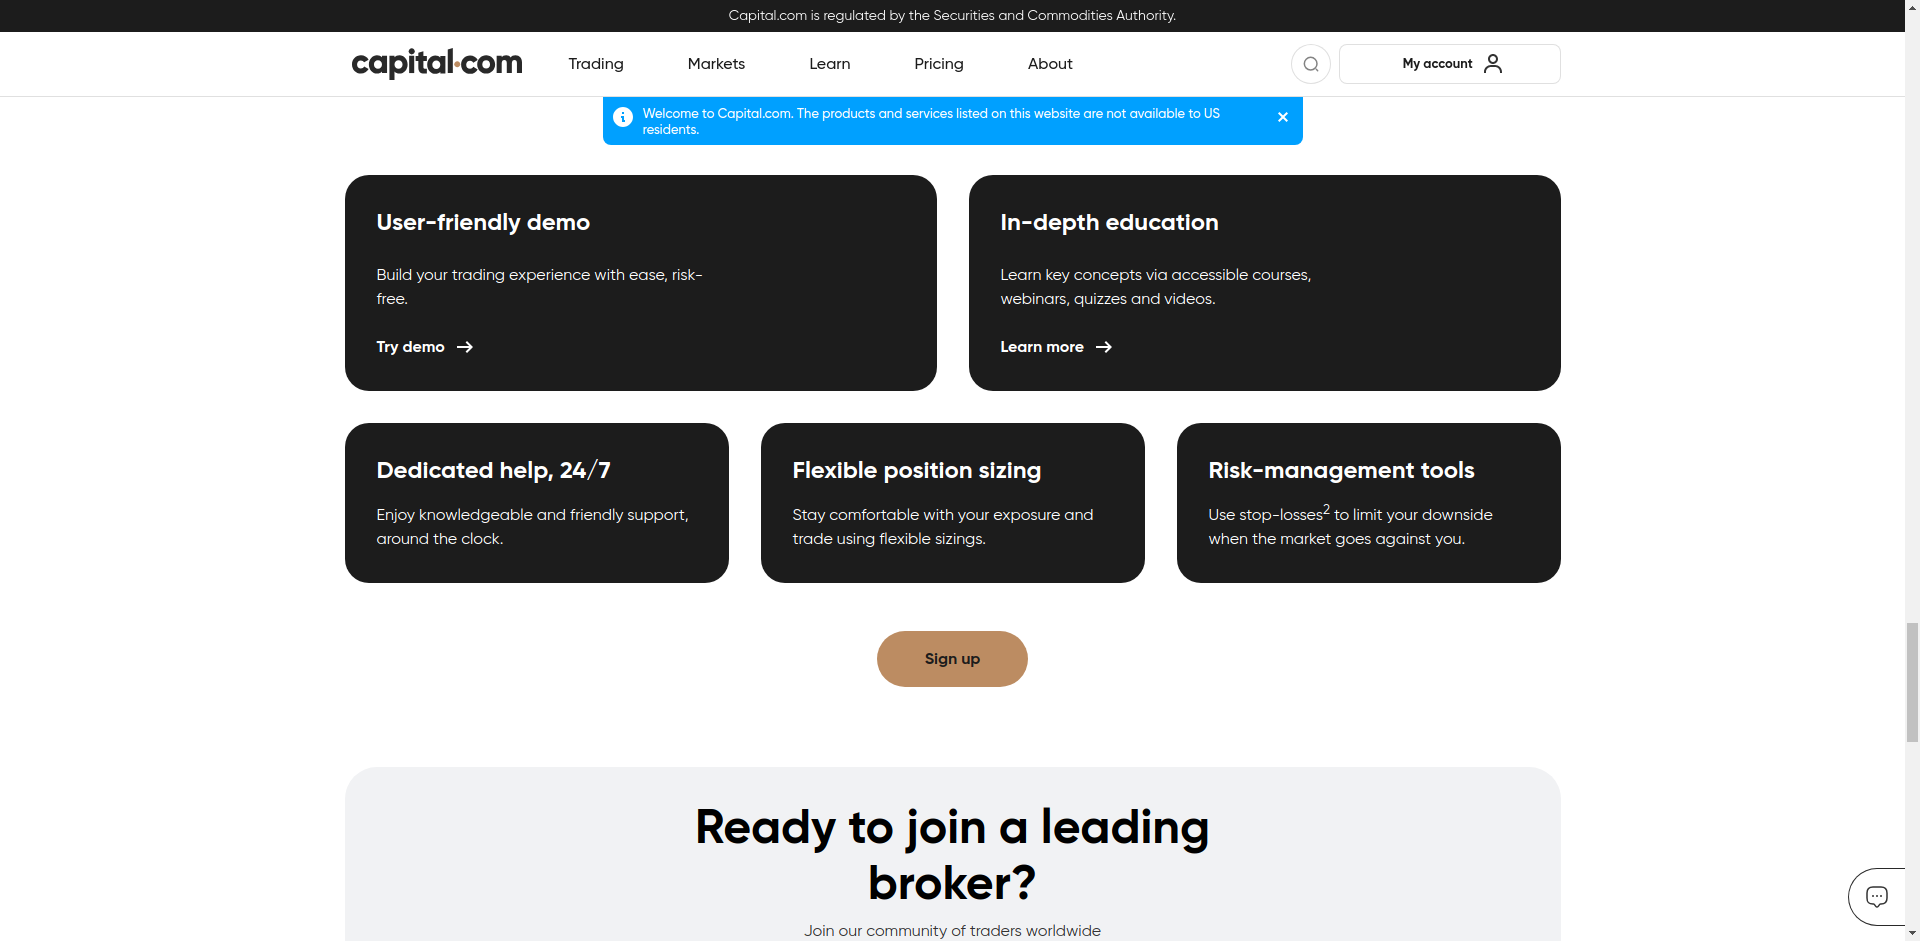 Capital.com is regulated by the Securities and Commodities Authority.
capital.com
Trading
Markets
Learn
Pricing
About
My account
Welcome to Capital.com. The products and services listed on this website are not available to US
residents.
User-friendly demo
Build your trading experience with ease, risk-
free.
Try demo
In-depth education
Learn key concepts via accessible courses,
webinars, quizzes and videos.
Learn more
Dedicated help, 24/7
Enjoy knowledgeable and friendly support,
around the clock.
Flexible position sizing
Stay comfortable with your exposure and
trade using flexible sizings.
Risk-management tools
Use stop-losses2 to limit your downside
when the market goes against you.
Sign up
Ready to join a leading
broker?
Join our community of traders worldwide